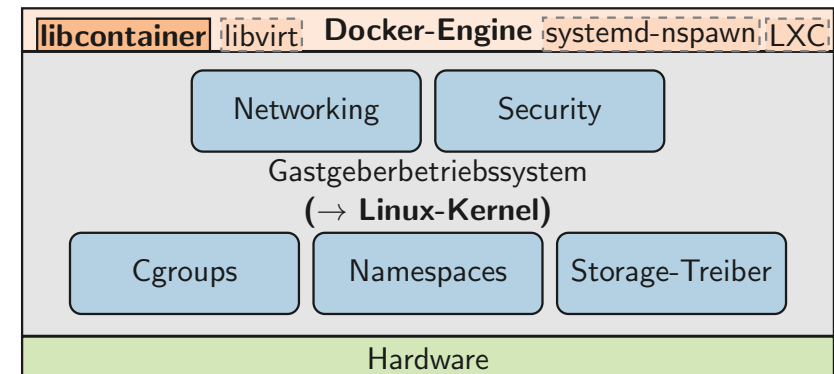 libcontainer libvirt Docker-Engine systemd-nspawn LXC
Networking Security
Gastgeberbetriebssystem
(→ Linux-Kernel)
Cgroups Namespaces Storage-Treiber
Hardware